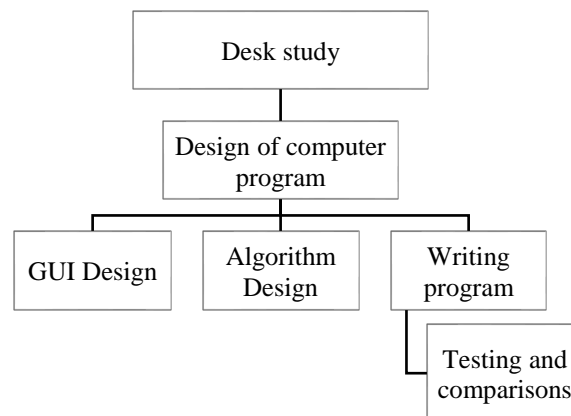 Desk study
Design of computer
program
GUI Design
Algorithm
Design
Writing
program
Testing and
comparisons